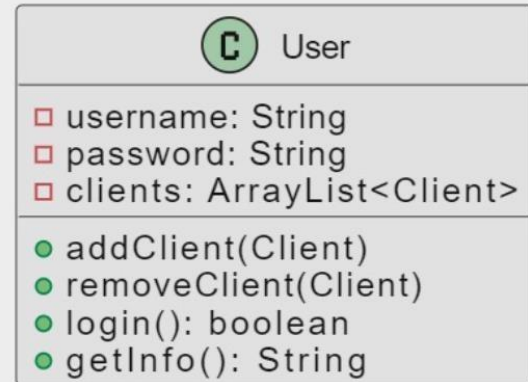 C User
username: String
password: String
clients: ArrayList<Client>
addClient(Client)
removeClient(Client)
login(): boolean
getInfo(): String